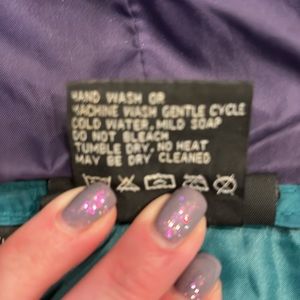 HAND WASH OR
MACHINE WASH GENTLE CYCLE
COLD WATER, MILD SOAP
DO NOT BLEACH
TUMBLE DRY, NO HEAT
MAY BE DRY CLEANED